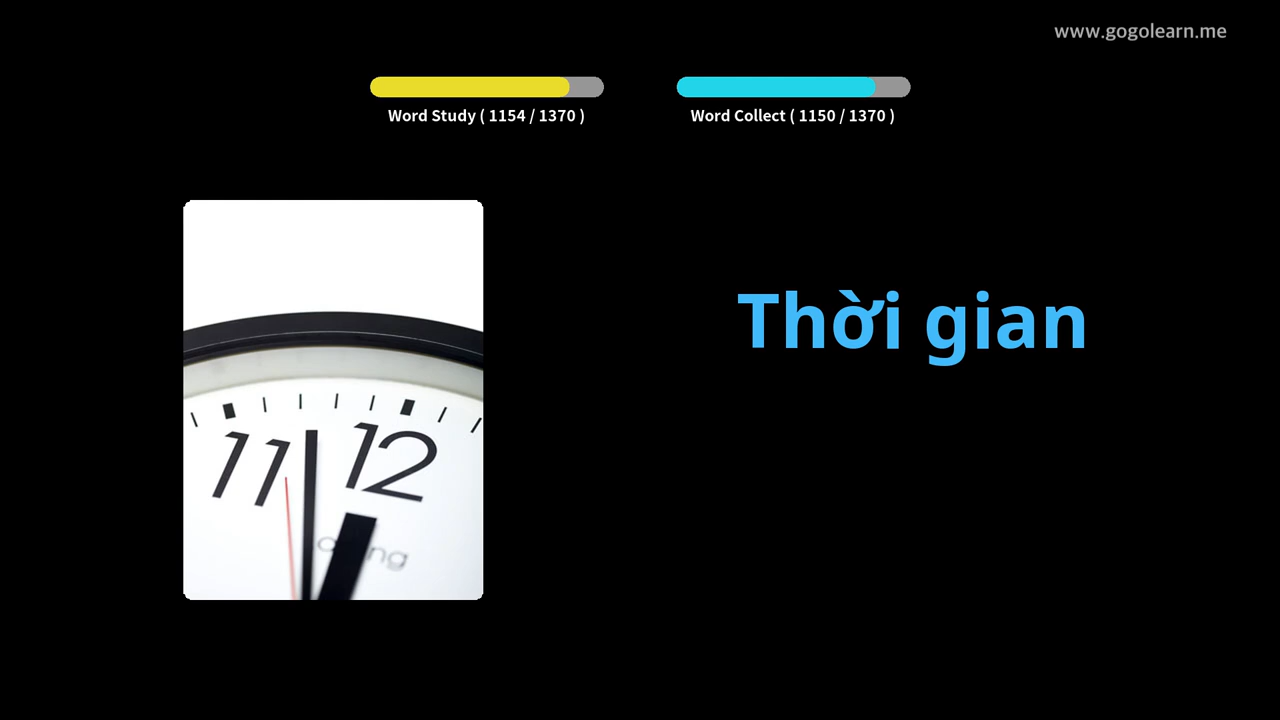 www.gogolearn.me
Word Study ( 1154 / 1370 )
Word Collect ( 1150 / 1370 )
Thời gian
11 12